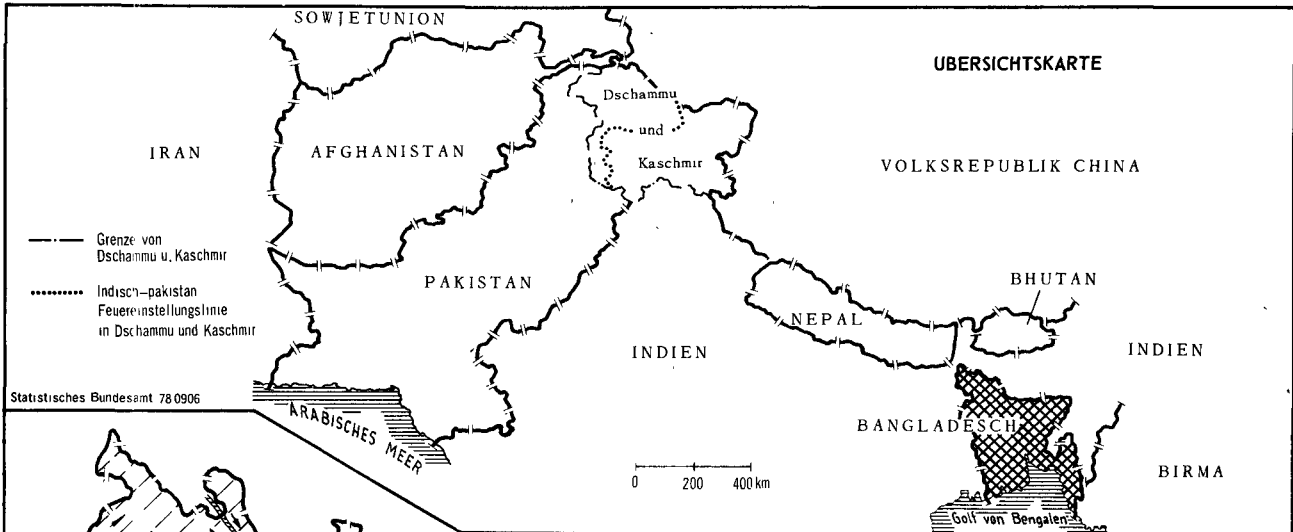 SOWJETUNION
UBERSICHTSKARTE
Dschammu
und
Kaschmir
IRAN
AFGHANISTAN
VOLKSREPUBLIK CHINA
Grenze von
Dschammu u. Kaschmir
PAKISTAN
BHUTAN
Indisch-pakistan
Feuereinstellungslinie
in Dschammu und Kaschmir
NEPAL
INDIEN
INDIEN
Statistisches Bundesamt 78 0906
ARABISCHES MEER
BANGLADESCH
0 200 400 km
BIRMA
Golf von Bengalen